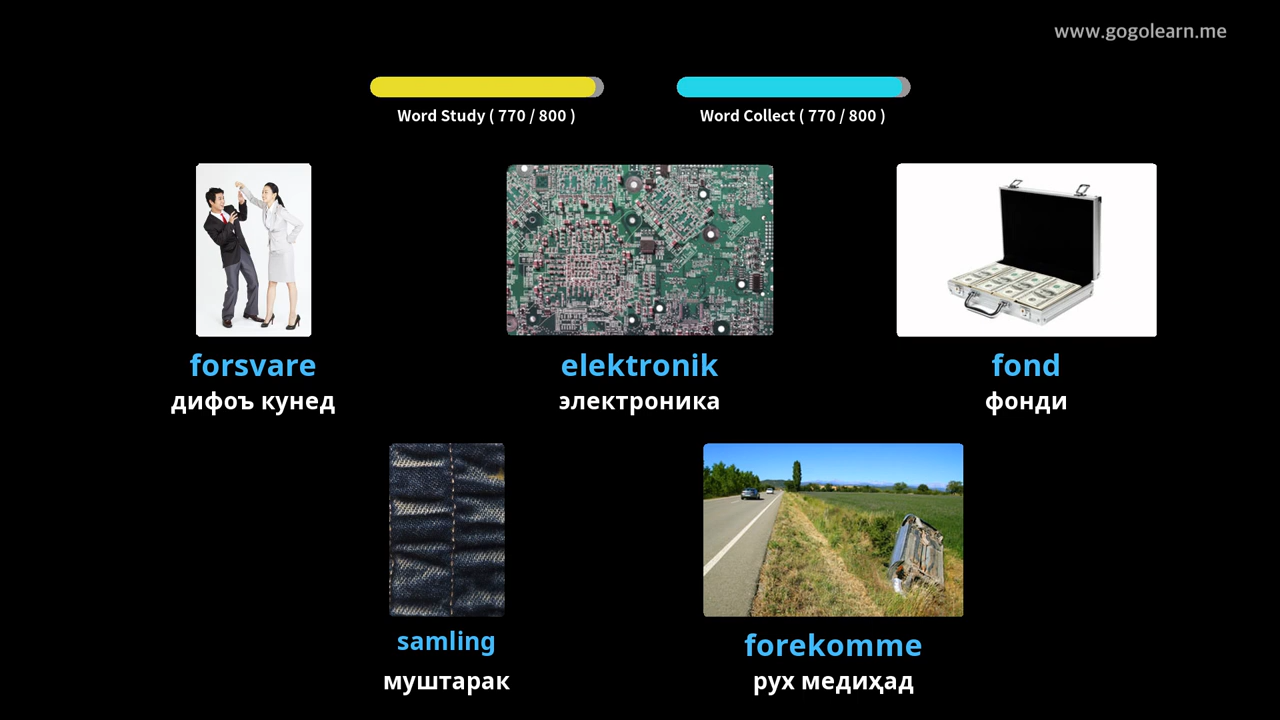 www.gogolearn.me
Word Study ( 770 / 800 )
Word Collect ( 770 / 800 )
forsvare
дифоъ кунед
elektronik
электроника
fond
фонди
samling
муштарак
forekomme
рух медиҳад